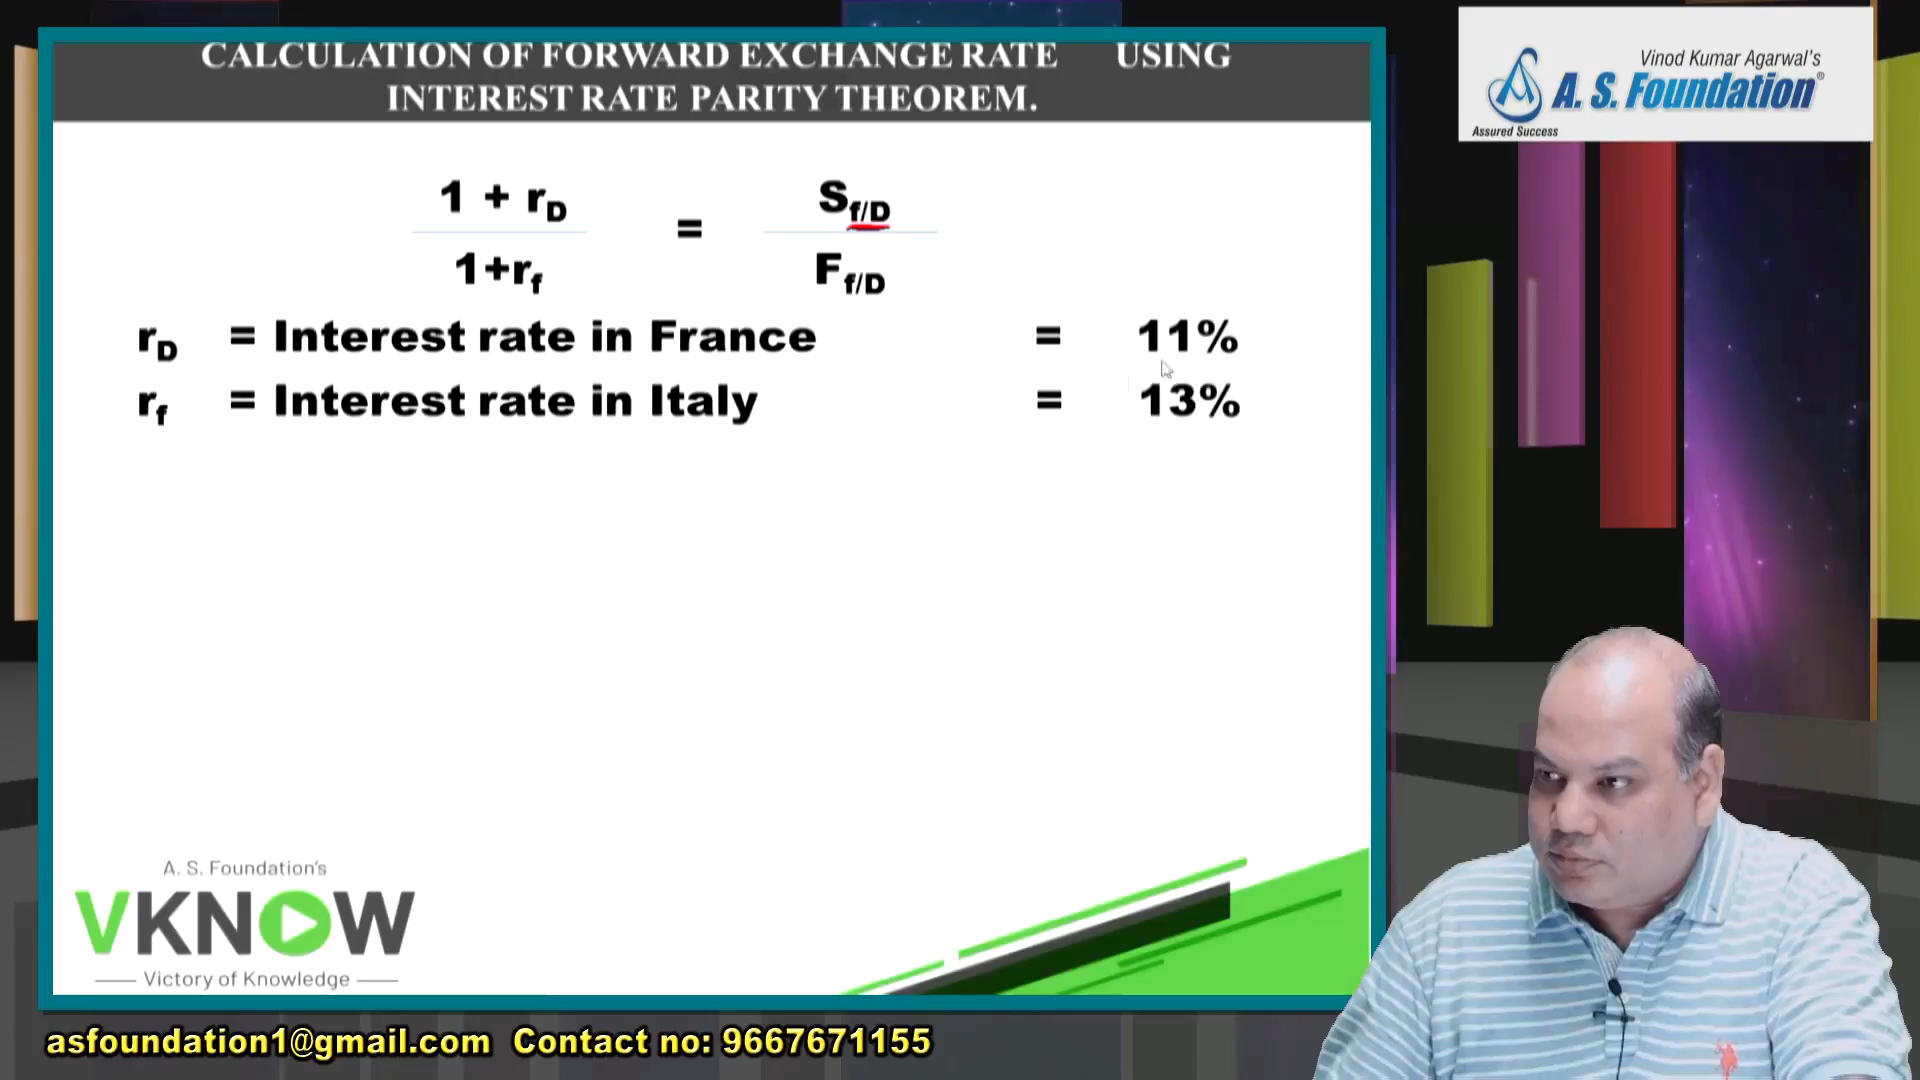 CALCULATION OF FORWARD EXCHANGE RATE USING
INTEREST RATE PARITY THEOREM.
Vinod Kumar Agarwal's
A. S. Foundation®
Assured Success
1 + rD = Sf/D
1+rf Ff/D
rD = Interest rate in France = 11%
rf = Interest rate in Italy = 13%
A. S. Foundation's
VKNOW
Victory of Knowledge
asfoundation1@gmail.com Contact no: 9667671155